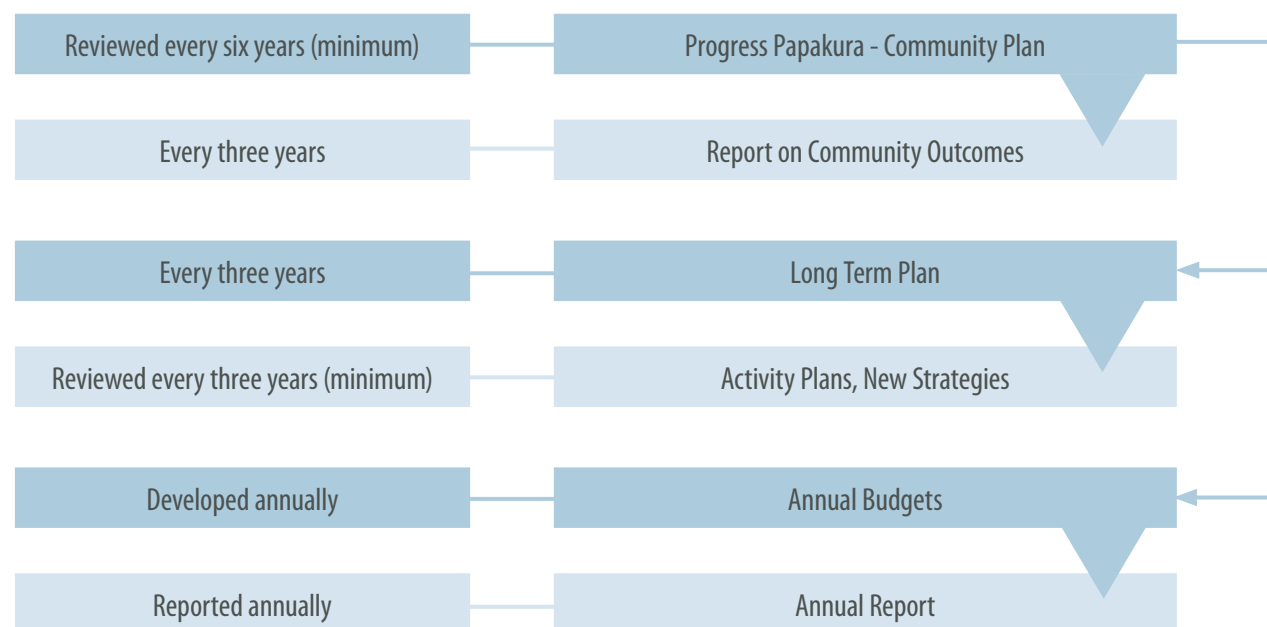 Reviewed every six years (minimum)
Progress Papakura - Community Plan
Every three years
Report on Community Outcomes
Every three years
Long Term Plan
Reviewed every three years (minimum)
Activity Plans, New Strategies
Developed annually
Annual Budgets
Reported annually
Annual Report